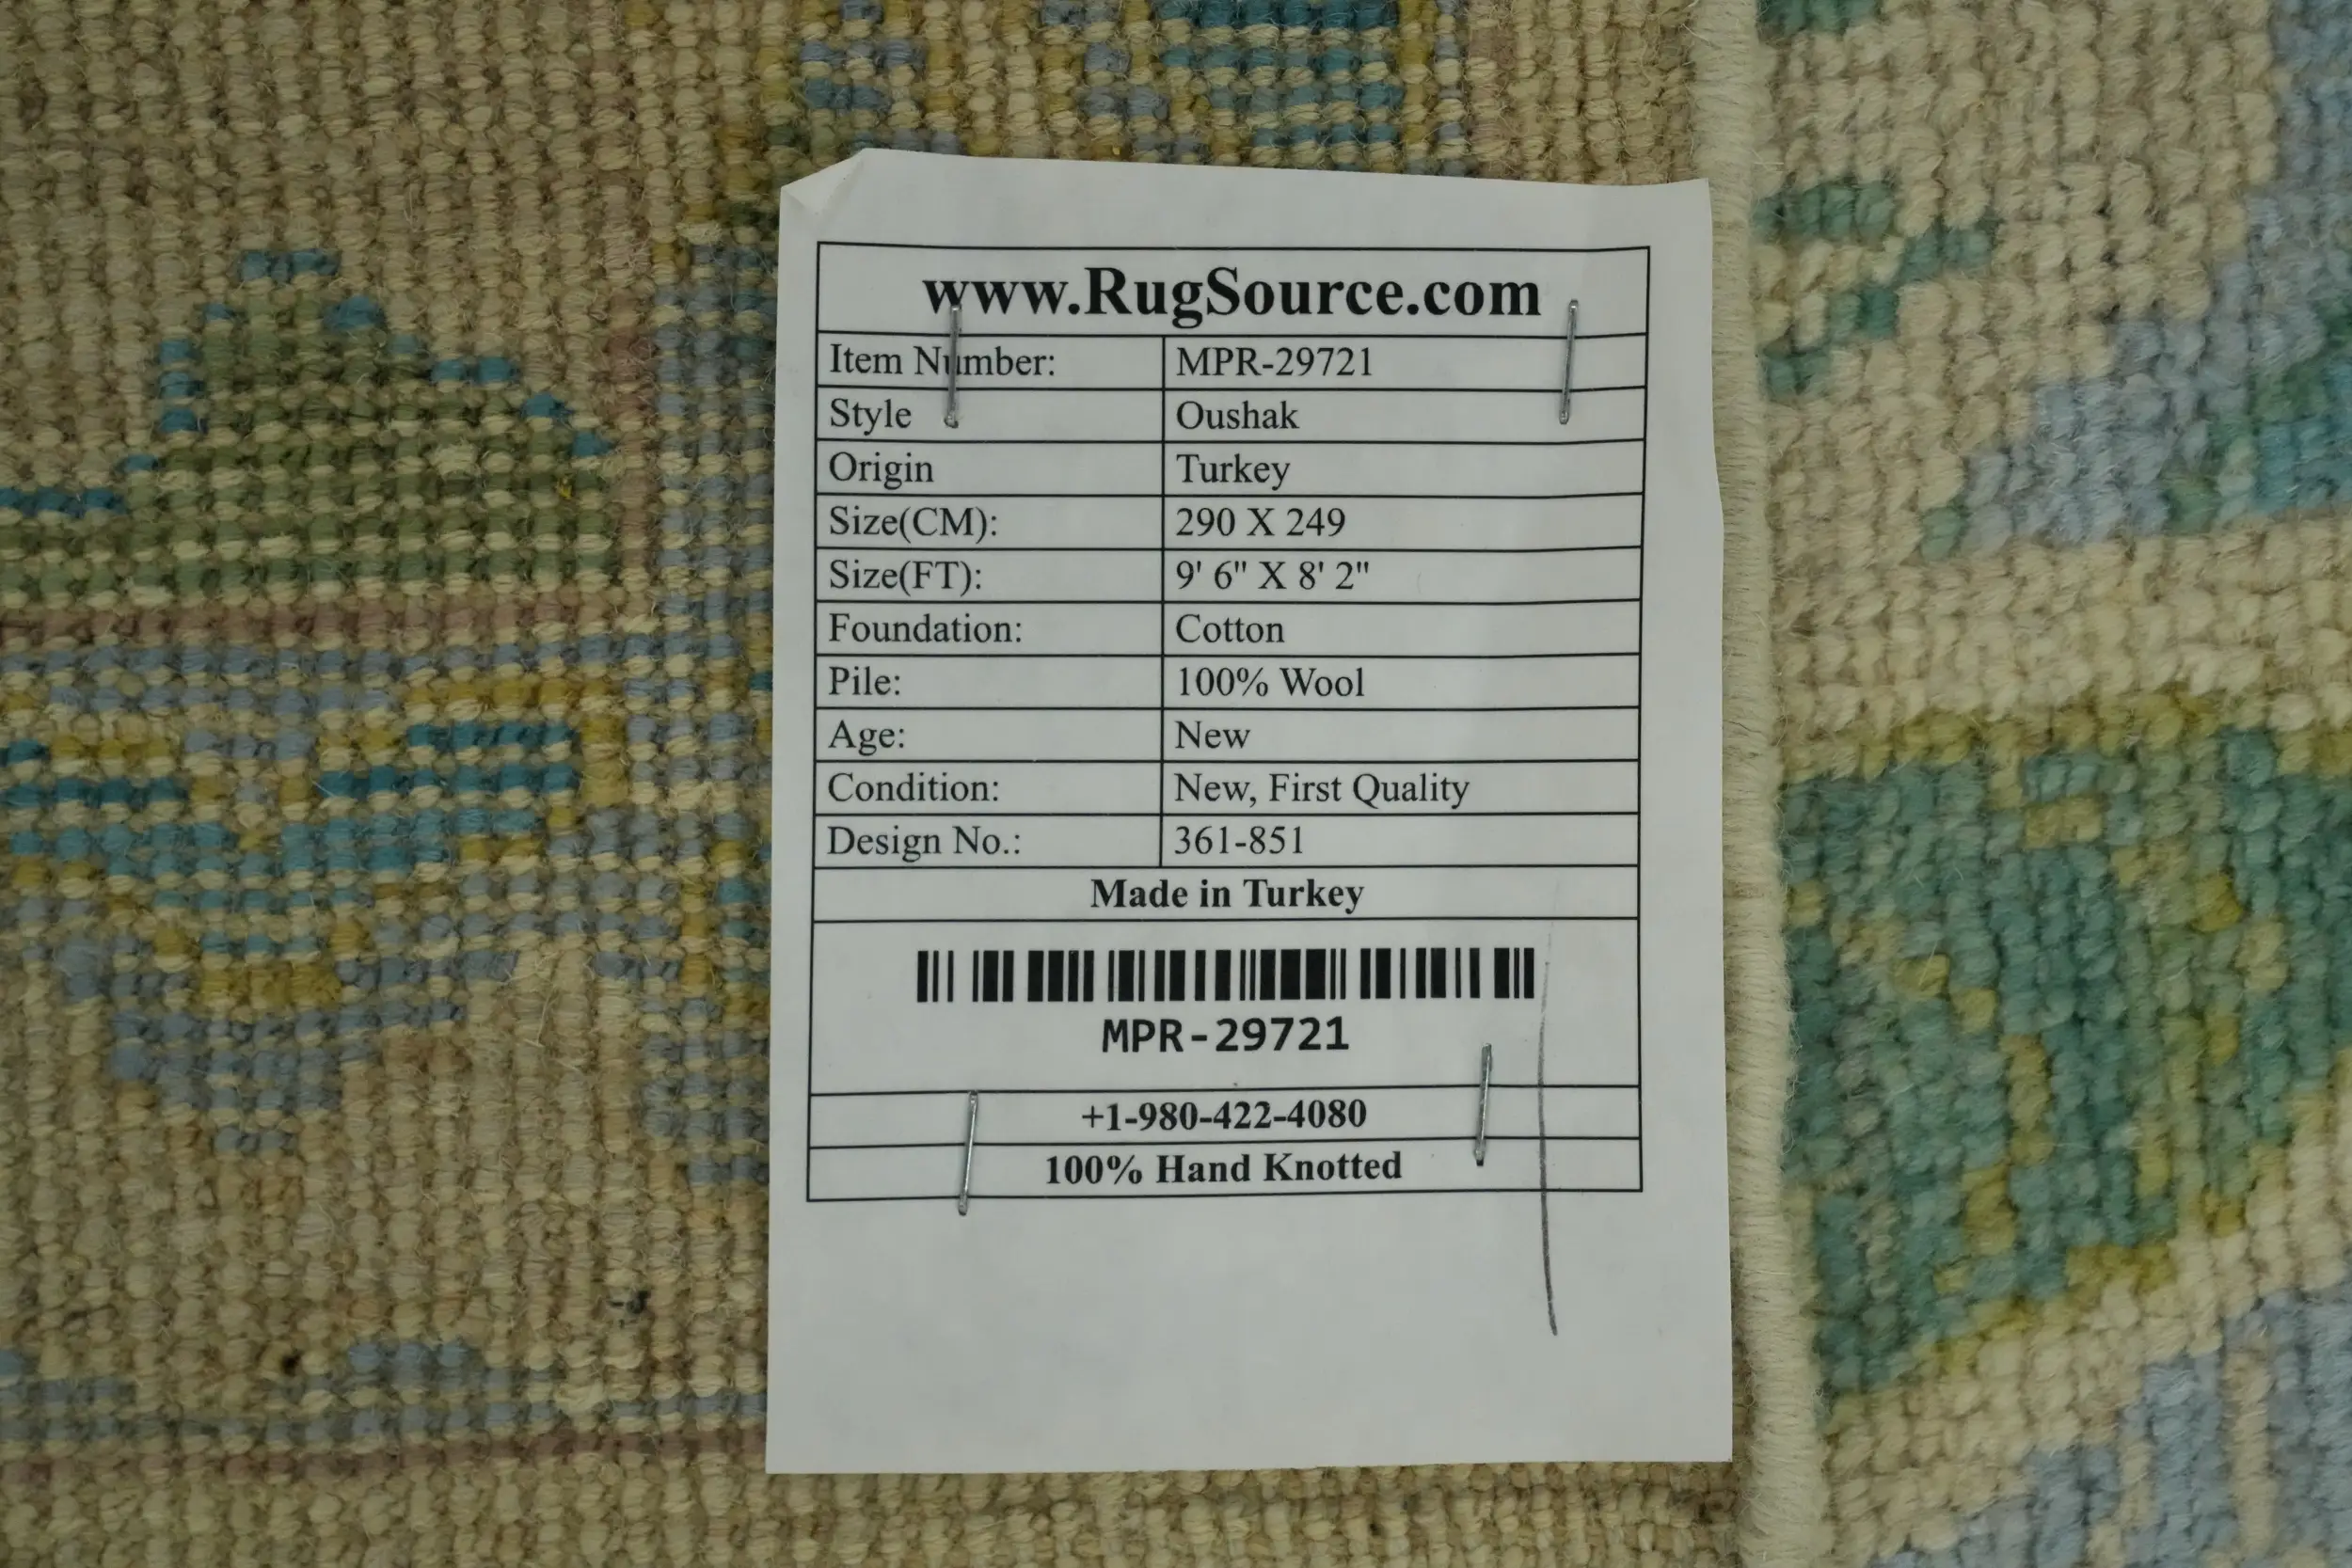 www.RugSource.com
Item Number: MPR-29721
Style Oushak
Origin Turkey
Size(CM): 290 X 249
Size(FT): 9' 6" X 8' 2"
Foundation: Cotton
Pile: 100% Wool
Age: New
Condition: New, First Quality
Design No.: 361-851
Made in Turkey
MPR-29721
+1-980-422-4080
100% Hand Knotted